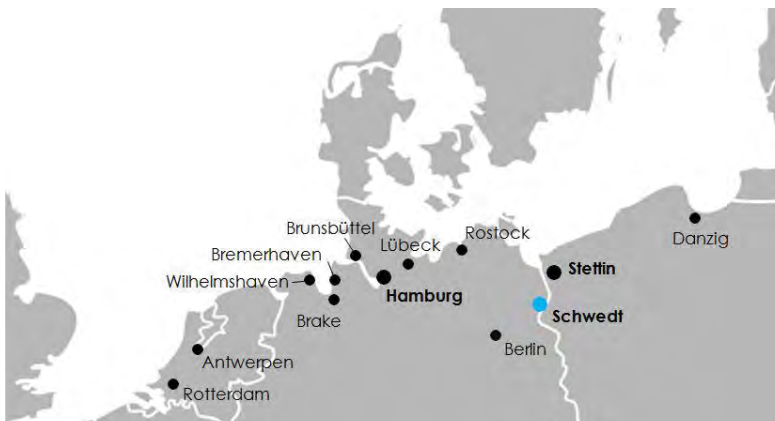 Brunsbüttel
Rostock
Lübeck
Danzig
Bremerhaven
Stettin
Wilhelmshaven
Hamburg
Schwedt
Brake
Berlin
Antwerpen
Rotterdam